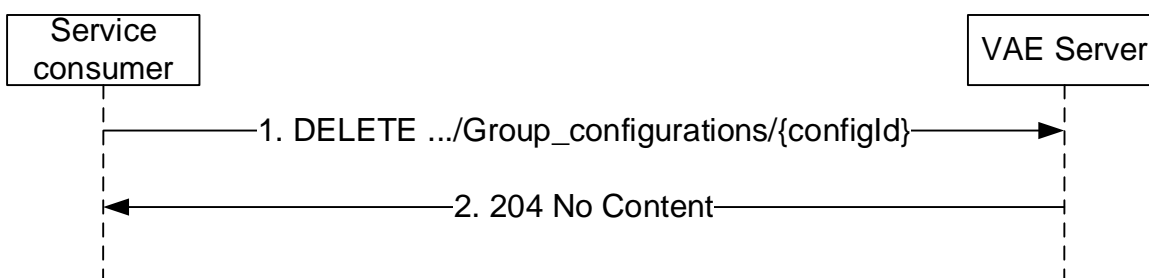 Service
consumer
VAE Server
1. DELETE .../Group_configurations/{configId}
2. 204 No Content